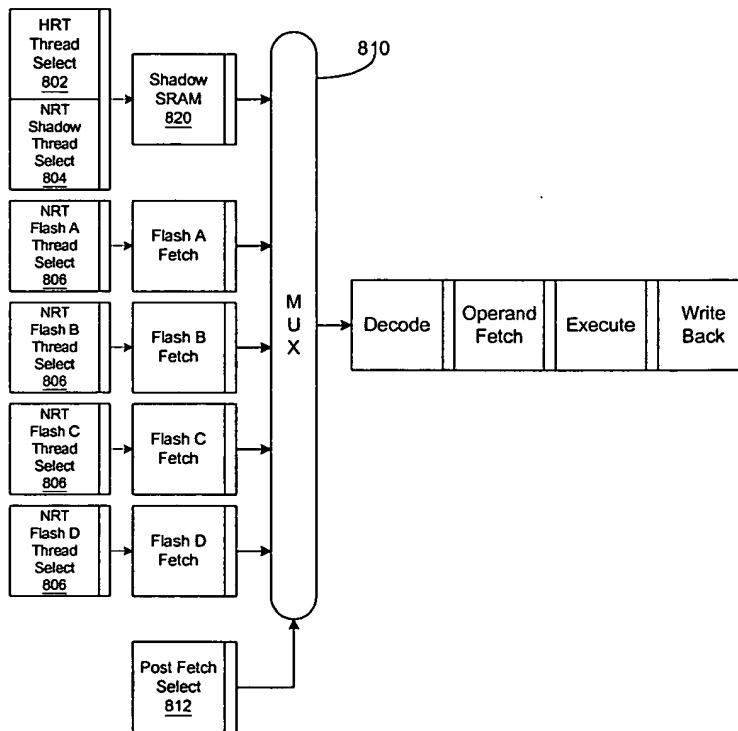 HRT
Thread
Select
802
NRT
Shadow
Thread
Select
804
Shadow
SRAM
820
810
NRT
Flash A
Thread
Select
806
Flash A
Fetch
NRT
Flash B
Thread
Select
806
Flash B
Fetch
M
U
X
Decode
Operand
Fetch
Execute
Write
Back
NRT
Flash C
Thread
Select
806
Flash C
Fetch
NRT
Flash D
Thread
Select
806
Flash D
Fetch
Post Fetch
Select
812